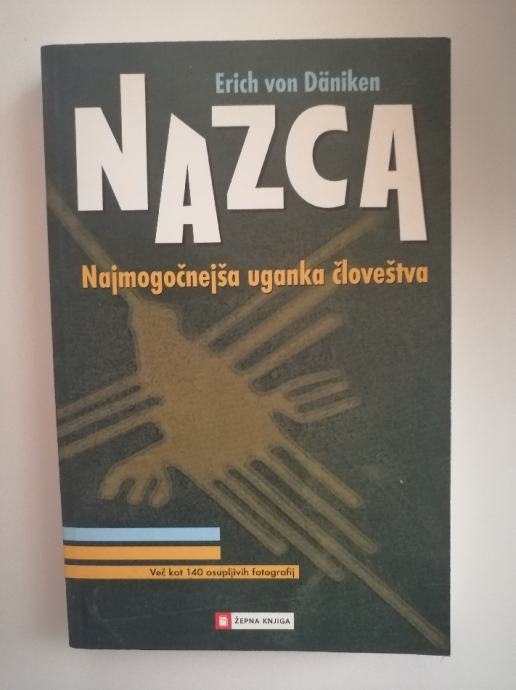 Erich von Däniken
NAZCA
Najmogočnejša uganka človeštva
Več kot 140 osupljivih fotografij
ŽEPNA KNJIGA